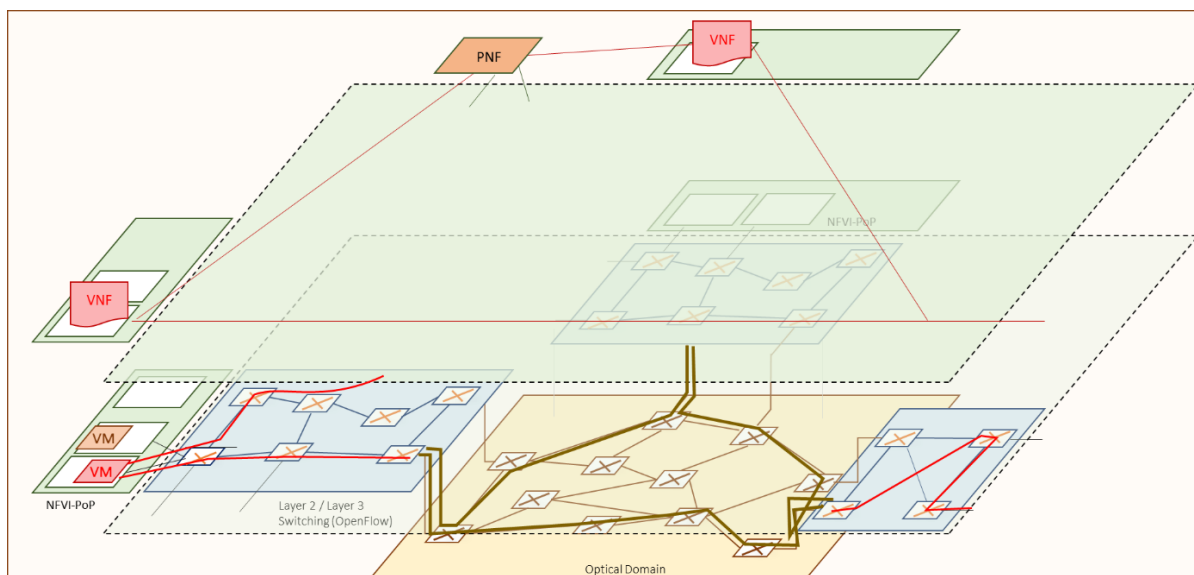 VNF
PNF
NFVI-PoP
VNF
VM
VM
NFVI-PoP
Layer 2 / Layer 3
Switching (OpenFlow)
Optical Domain